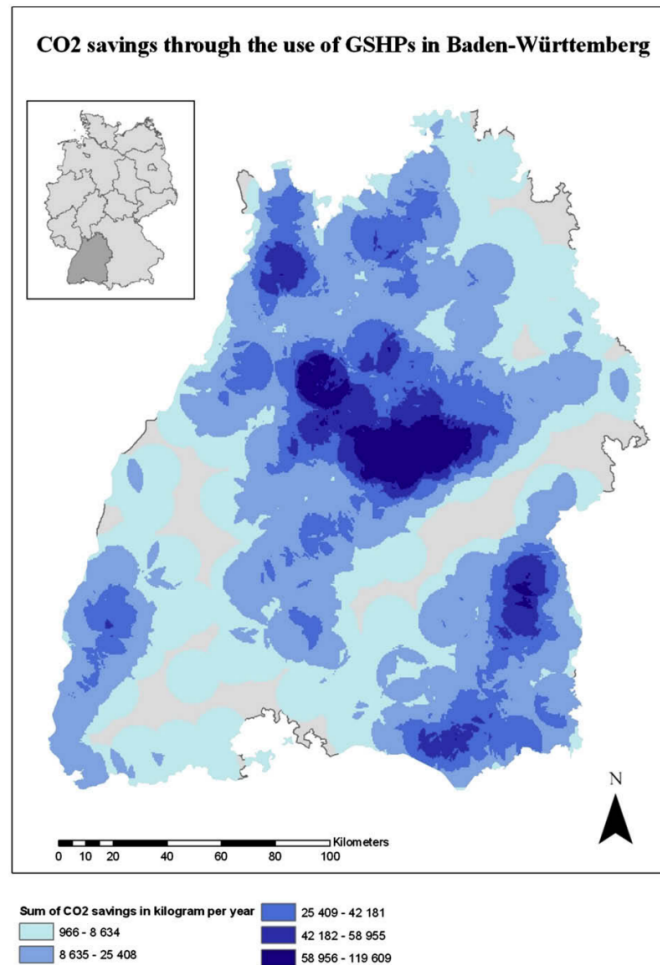 CO2 savings through the use of GSHPs in Baden-Württemberg
N
Kilometers
0 10 20 40 60 80 100
Sum of CO2 savings in kilogram per year
966 - 8 634
8 635 - 25 408
25 409 - 42 181
42 182 - 58 955
58 956 - 119 609